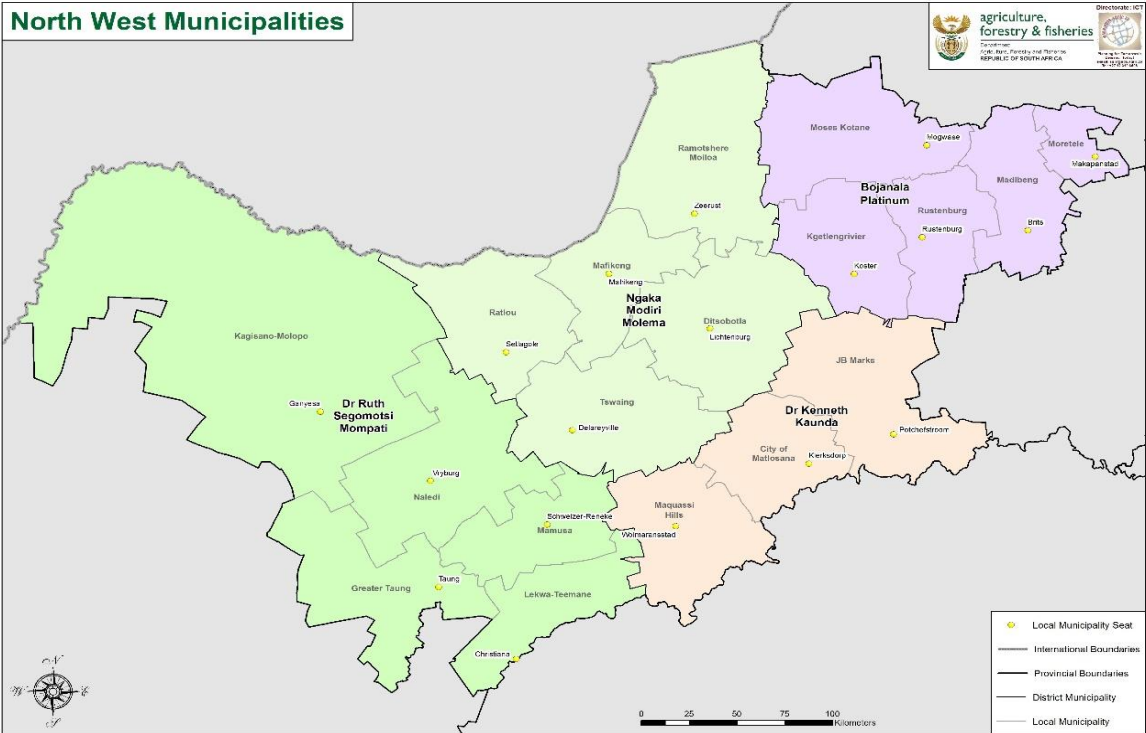 North West Municipalities
Directorate: ICT
agriculture,
forestry & fisheries
Department:
Agriculture, Forestry and Fisheries
REPUBLIC OF SOUTH AFRICA
Moses Kotane
Mogwase
Moretele
Makapanstad
Ramotshere
Moiloa
Madibeng
Bojanala
Platinum
Zeerust
Rustenburg
Rustenburg
Brits
Kgetlengrivier
Koster
Mafikeng
Mahikeng
Ngaka
Modiri
Molema
Ratlou
Ditsobotla
Lichtenburg
Kagisano-Molopo
Setlagole
JB Marks
Ganyesa
Dr Ruth
Segomotsi
Mompati
Tswaing
Delareyville
Dr Kenneth
Kaunda
Potchefstroom
City of
Matlosana
Klerksdorp
Vryburg
Naledi
Maquassi
Hills
Wolmaransstad
Schweizer-Reneke
Mamusa
Greater Taung
Taung
Lekwa-Teemane
Christiana
Local Municipality Seat
International Boundaries
Provincial Boundaries
District Municipality
Local Municipality
N
W
E
S
0 25 50 75 100
Kilometers